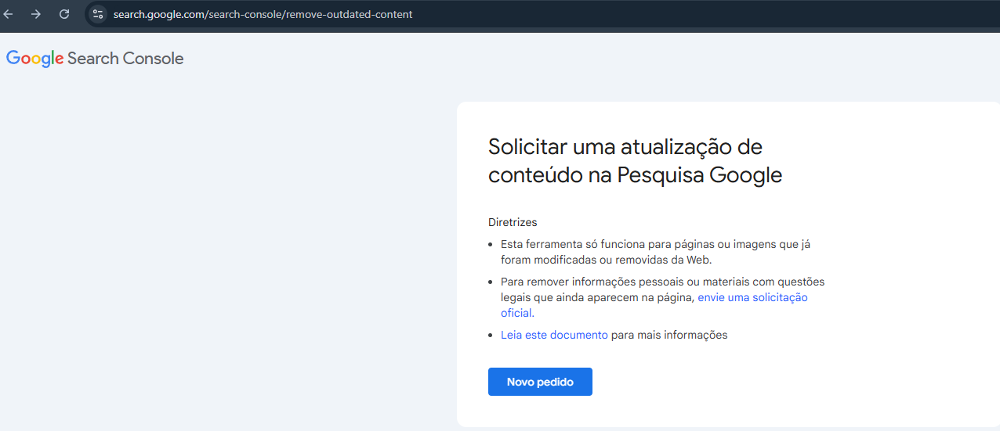 search.google.com/search-console/remove-outdated-content
Google Search Console
Solicitar uma atualização de
conteúdo na Pesquisa Google
Diretrizes
• Esta ferramenta só funciona para páginas ou imagens que já
foram modificadas ou removidas da Web.
• Para remover informações pessoais ou materiais com questões
legais que ainda aparecem na página, envie uma solicitação
oficial.
• Leia este documento para mais informações
Novo pedido